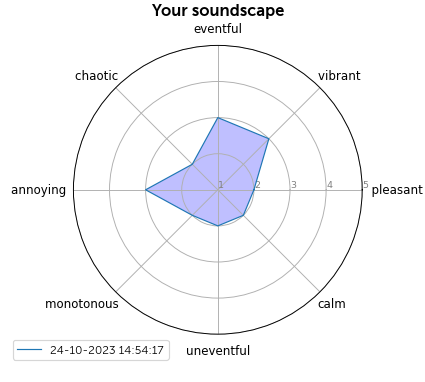 Your soundscape
eventful
chaotic
vibrant
annoying
1
2
3
4
5
pleasant
monotonous
calm
uneventful
24-10-2023 14:54:17